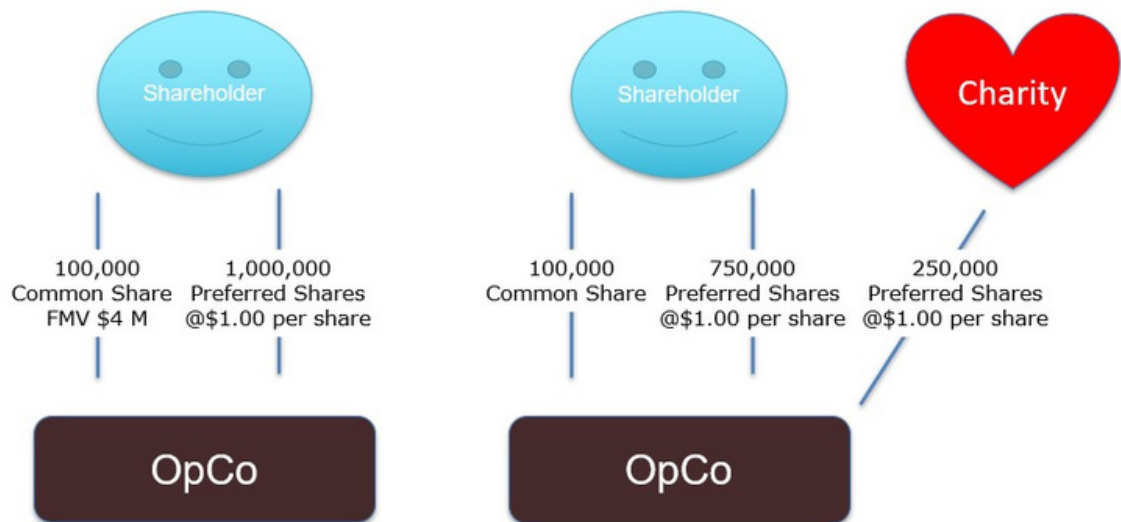 Shareholder
100,000
Common Share
FMV $4 M
1,000,000
Preferred Shares
@$1.00 per share
OpCo
Shareholder
Charity
100,000
Common Share
750,000
Preferred Shares
@$1.00 per share
250,000
Preferred Shares
@$1.00 per share
OpCo